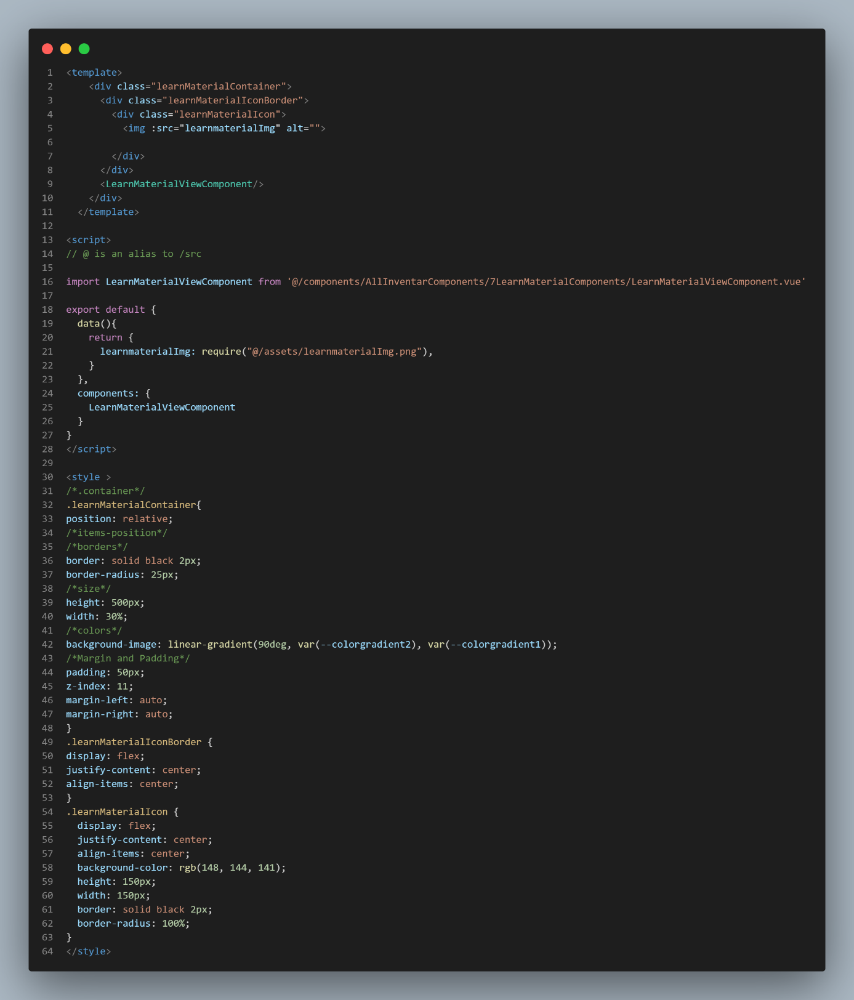 1 <template>
2     <div class="learnMaterialContainer">
3       <div class="learnMaterialIconBorder">
4         <div class="learnMaterialIcon">
5           <img :src="learnmaterialImg" alt="">
6
7         </div>
8       </div>
9       <LearnMaterialViewComponent/>
10     </div>
11   </template>
12
13 <script>
14 // @ is an alias to /src
15
16 import LearnMaterialViewComponent from '@/components/AllInventarComponents/7LearnMaterialComponents/LearnMaterialViewComponent.vue'
17
18 export default {
19   data(){
20     return {
21       learnmaterialImg: require("@/assets/learnmaterialImg.png"),
22     }
23   },
24   components: {
25     LearnMaterialViewComponent
26   }
27 }
28 </script>
29
30 <style >
31 /*.container*/
32 .learnMaterialContainer{
33 position: relative;
34 /*items-position*/
35 /*borders*/
36 border: solid black 2px;
37 border-radius: 25px;
38 /*size*/
39 height: 500px;
40 width: 30%;
41 /*colors*/
42 background-image: linear-gradient(90deg, var(--colorgradient2), var(--colorgradient1));
43 /*Margin and Padding*/
44 padding: 50px;
45 z-index: 11;
46 margin-left: auto;
47 margin-right: auto;
48 }
49 .learnMaterialIconBorder {
50 display: flex;
51 justify-content: center;
52 align-items: center;
53 }
54 .learnMaterialIcon {
55   display: flex;
56   justify-content: center;
57   align-items: center;
58   background-color: rgb(148, 144, 141);
59   height: 150px;
60   width: 150px;
61   border: solid black 2px;
62   border-radius: 100%;
63 }
64 </style>